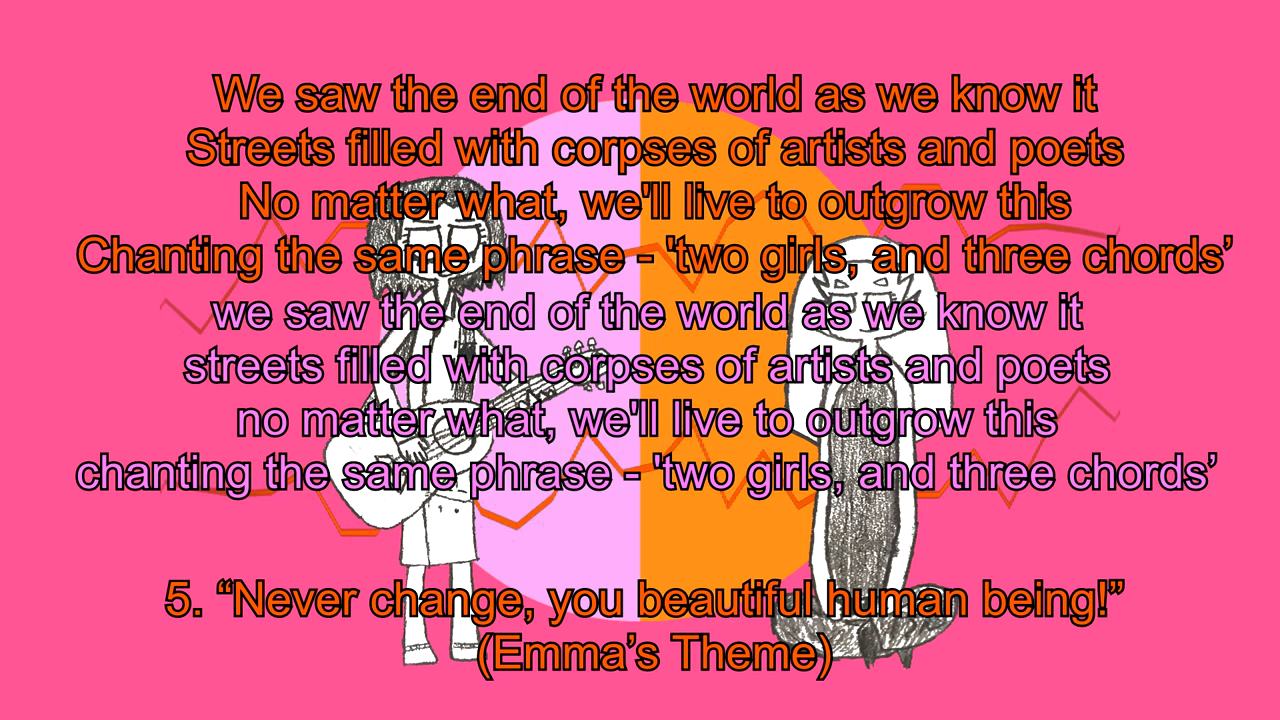 We saw the end of the world as we know it
Streets filled with corpses of artists and poets
No matter what, we'll live to outgrow this
Chanting the same phrase - 'two girls, and three chords’
we saw the end of the world as we know it
streets filled with corpses of artists and poets
no matter what, we'll live to outgrow this
chanting the same phrase - 'two girls, and three chords’
5. “Never change, you beautiful human being!”
(Emma’s Theme)